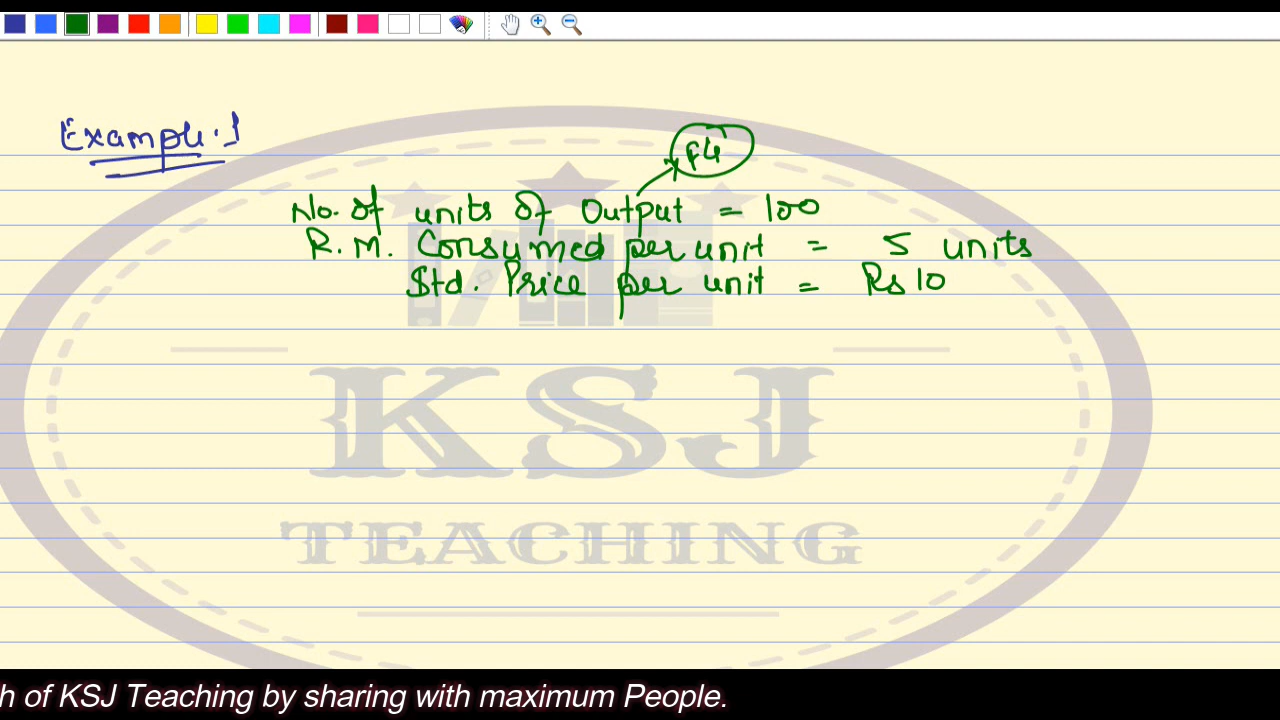 Example:1
FG
No. of units of Output = 100
R.M. Consumed per unit = 5 units
Std. Price per unit = Rs 10
KSJ
TEACHING
h of KSJ Teaching by sharing with maximum People.